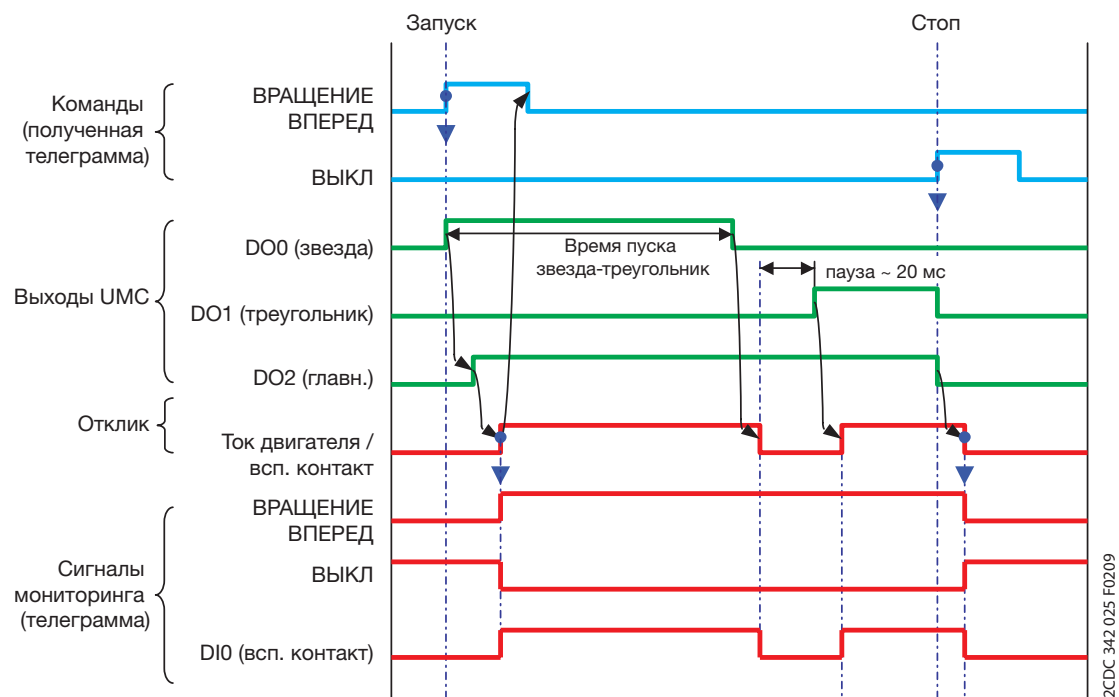 Запуск
Стоп
Команды
(полученная
телеграмма)
ВРАЩЕНИЕ
ВПЕРЕД
ВЫКЛ
Выходы UMC
DO0 (звезда)
Время пуска
звезда-треугольник
пауза ~ 20 мс
DO1 (треугольник)
DO2 (главн.)
Отклик
Ток двигателя /
всп. контакт
Сигналы
мониторинга
(телеграмма)
ВРАЩЕНИЕ
ВПЕРЕД
ВЫКЛ
DI0 (всп. контакт)
2CDC 342 025 F0209